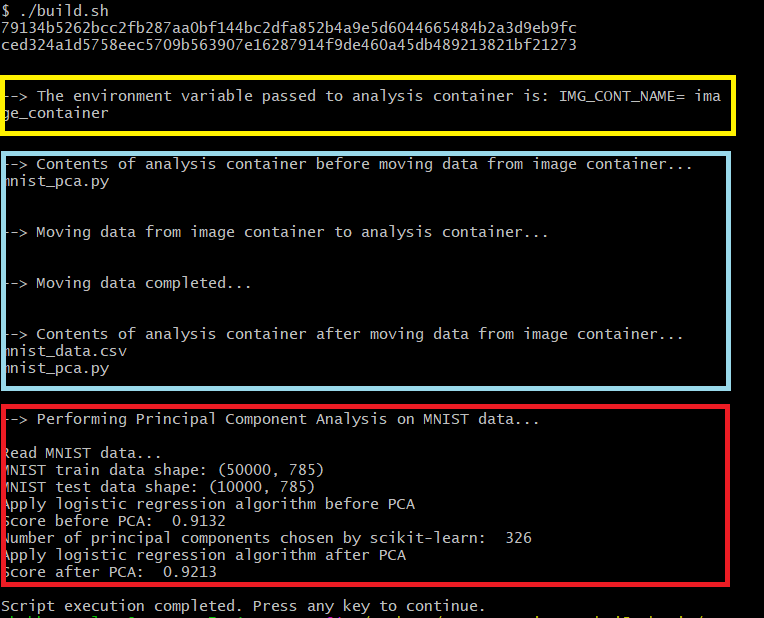 $ ./build.sh
79134b5262bcc2fb287aa0bf144bc2dfa852b4a9e5d6044665484b2a3d9eb9fc
ced324a1d5758eec5709b563907e16287914f9de460a45db489213821bf21273
--> The environment variable passed to analysis container is: IMG_CONT_NAME= ima
ge_container
--> Contents of analysis container before moving data from image container...
mnist_pca.py
--> Moving data from image container to analysis container...
--> Moving data completed...
--> Contents of analysis container after moving data from image container...
mnist_data.csv
mnist_pca.py
--> Performing Principal Component Analysis on MNIST data...
Read MNIST data...
MNIST train data shape: (50000, 785)
MNIST test data shape: (10000, 785)
Apply logistic regression algorithm before PCA
Score before PCA:  0.9132
Number of principal components chosen by scikit-learn:  326
Apply logistic regression algorithm after PCA
Score after PCA:  0.9213
Script execution completed. Press any key to continue.